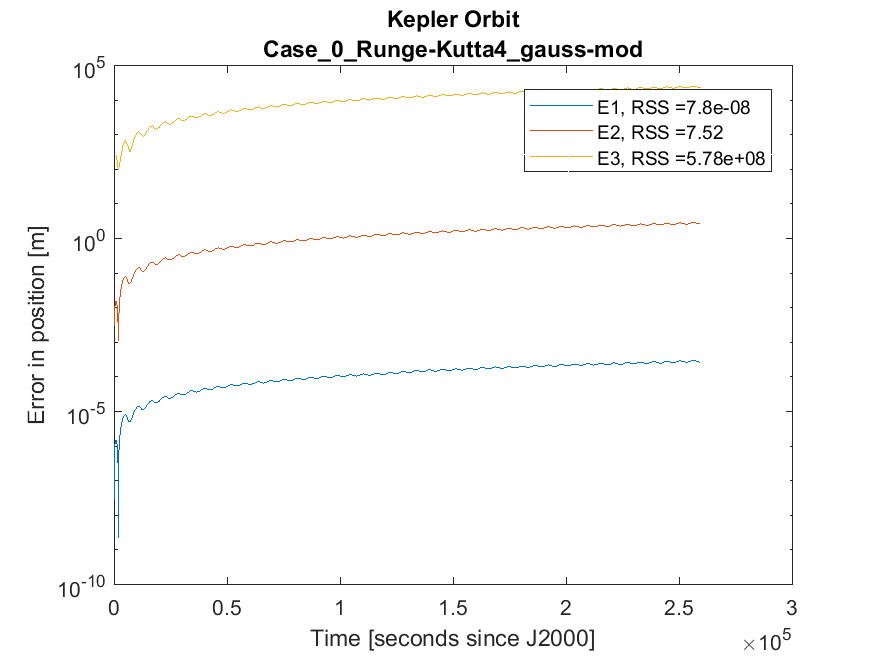 Kepler Orbit
Case_0_Runge-Kutta4_gauss-mod
10^5
10^0
10^-5
10^-10
Error in position [m]
E1, RSS =7.8e-08
E2, RSS =7.52
E3, RSS =5.78e+08
0 0.5 1 1.5 2 2.5 3
Time [seconds since J2000]
×10^5